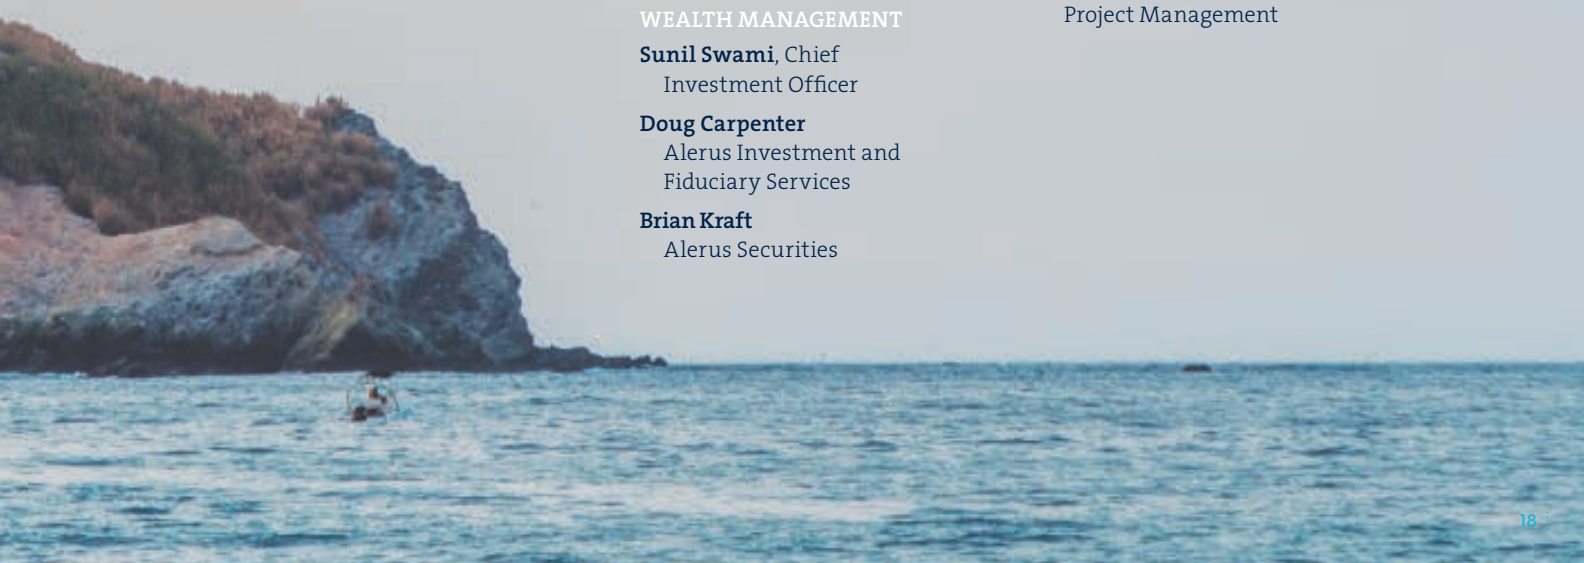 WEALTH MANAGEMENT
Sunil Swami, Chief
Investment Officer
Doug Carpenter
Alerus Investment and
Fiduciary Services
Brian Kraft
Alerus Securities
Project Management
18